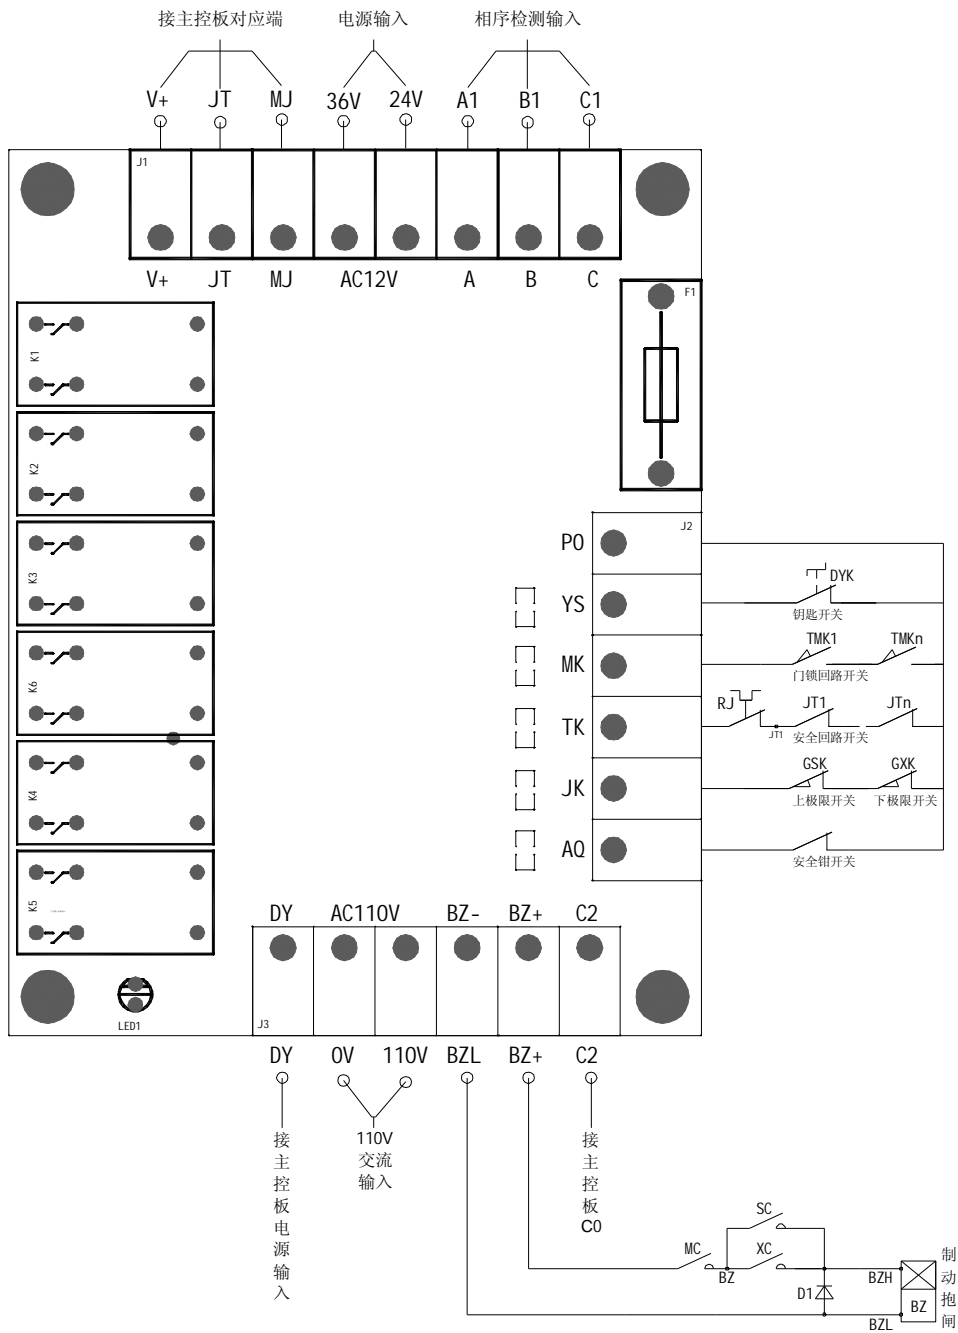 接主控板对应端 电源输入 相序检测输入
V+ JT MJ 36V 24V A1 B1 C1
J1
V+ JT MJ AC12V A B C
F1
K1
K2
K3
K6
K4
K5
LED1
J2
PO
YS
MK
TK
JK
AQ
DYK
钥匙开关
TMK1 TMKn
门锁回路开关
RJ JT1 JTn
JT1 安全回路开关
GSK GXK
上极限开关 下极限开关
安全钳开关
DY AC110V BZ- BZ+ C2
J3
DY 0V 110V BZL BZ+ C2
接主控板电源输入
110V
交流
输入
接主控板C0
SC
MC XC
BZ
D1
BZH
BZ
BZL
制动抱闸